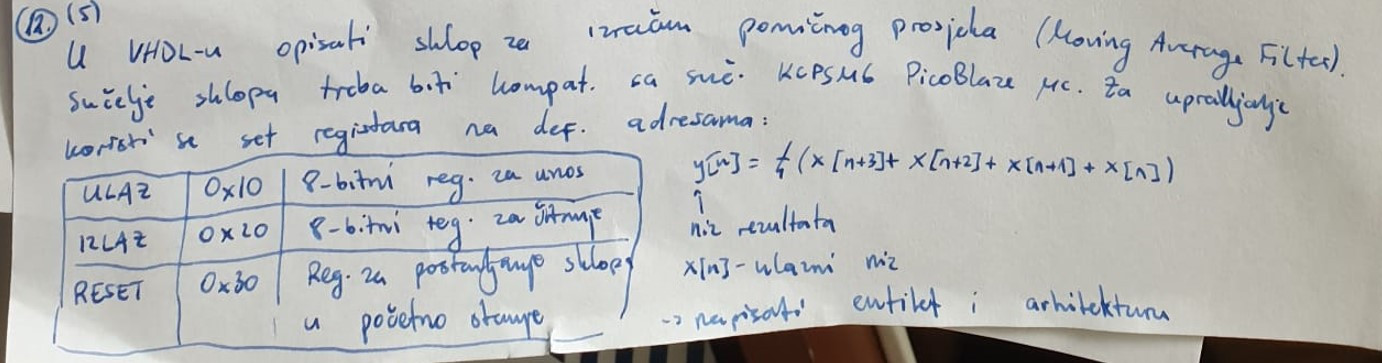 12. (5)
U VHDL-u opisati sklop za izračun pomičnog prosjeka (Moving Average Filter).
Sučelje sklopa treba biti kompat. sa suč. KCPSM6 PicoBlaze μc. Za upravljanje
koristi se set registara na def. adresama:
ULAZ 0x10 8-bitni reg. za unos
IZLAZ 0x20 8-bitni reg. za čitanje
RESET 0x30 Reg. za postavljanje sklopa
u početno stanje
y[n] = 1/4 (x[n+3] + x[n+2] + x[n+1] + x[n])
↑
niz rezultata
x[n] - ulazni niz
→ napisati entitet i arhitekturu